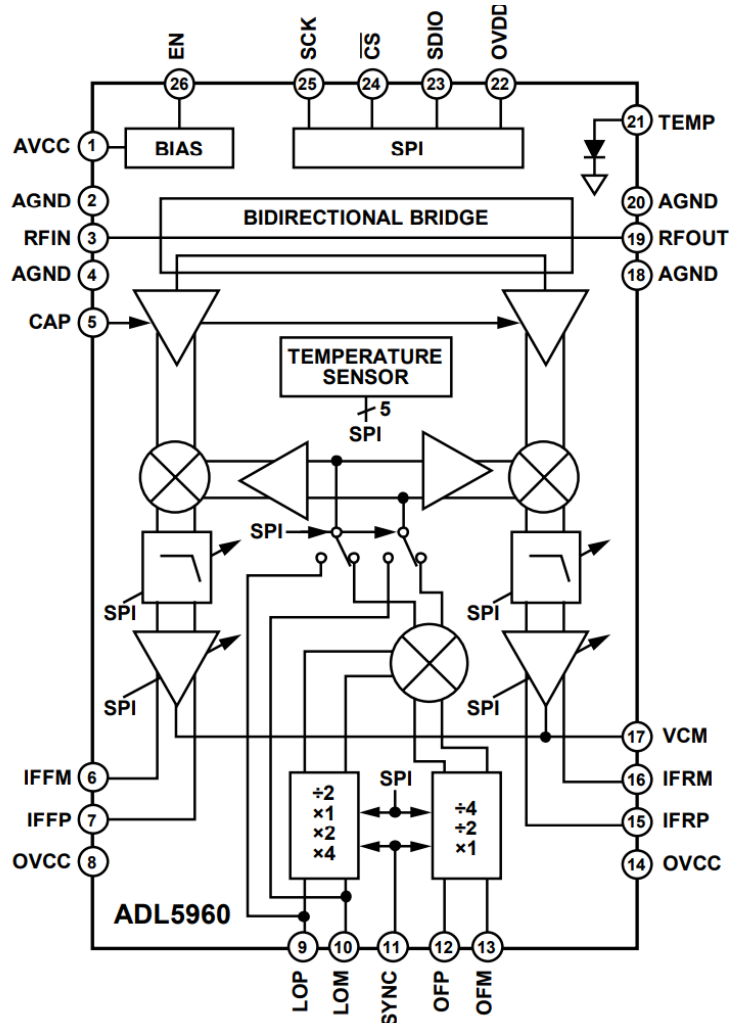 EN
SCK
CS
SDIO
OVDD
26
25
24
23
22
21 TEMP
AVCC 1
BIAS
SPI
AGND 2
20 AGND
BIDIRECTIONAL BRIDGE
RFIN 3
19 RFOUT
AGND 4
18 AGND
CAP 5
TEMPERATURE
SENSOR
5
SPI
SPI
SPI
SPI
SPI
SPI
17 VCM
IFFM 6
SPI
16 IFRM
÷2
×1
×2
×4
÷4
÷2
×1
IFFP 7
15 IFRP
OVCC 8
14 OVCC
ADL5960
9
10
11
12
13
LOP
LOM
SYNC
OFP
OFM